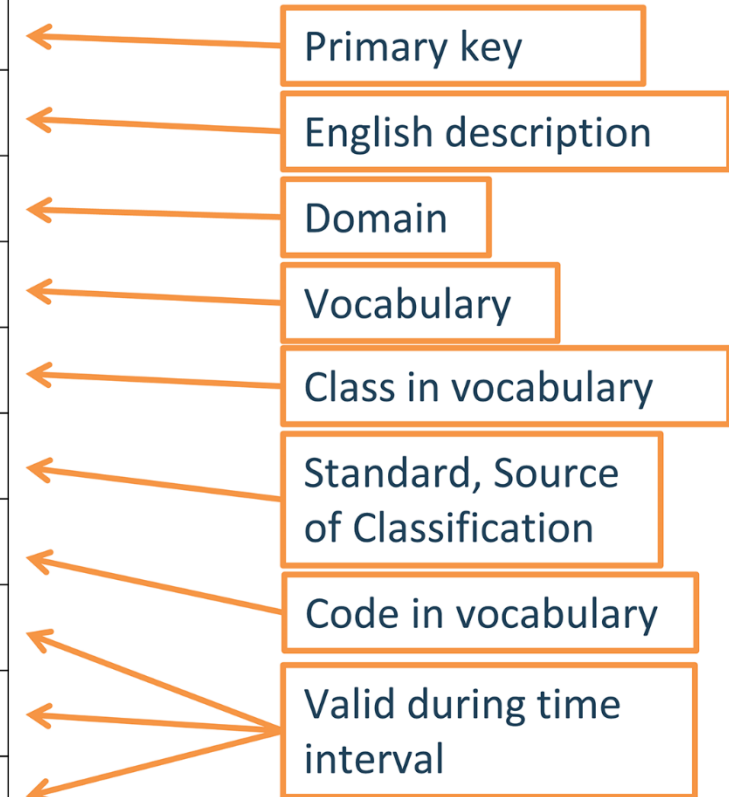 Primary key
English description
Domain
Vocabulary
Class in vocabulary
Standard, Source
of Classification
Code in vocabulary
Valid during time
interval